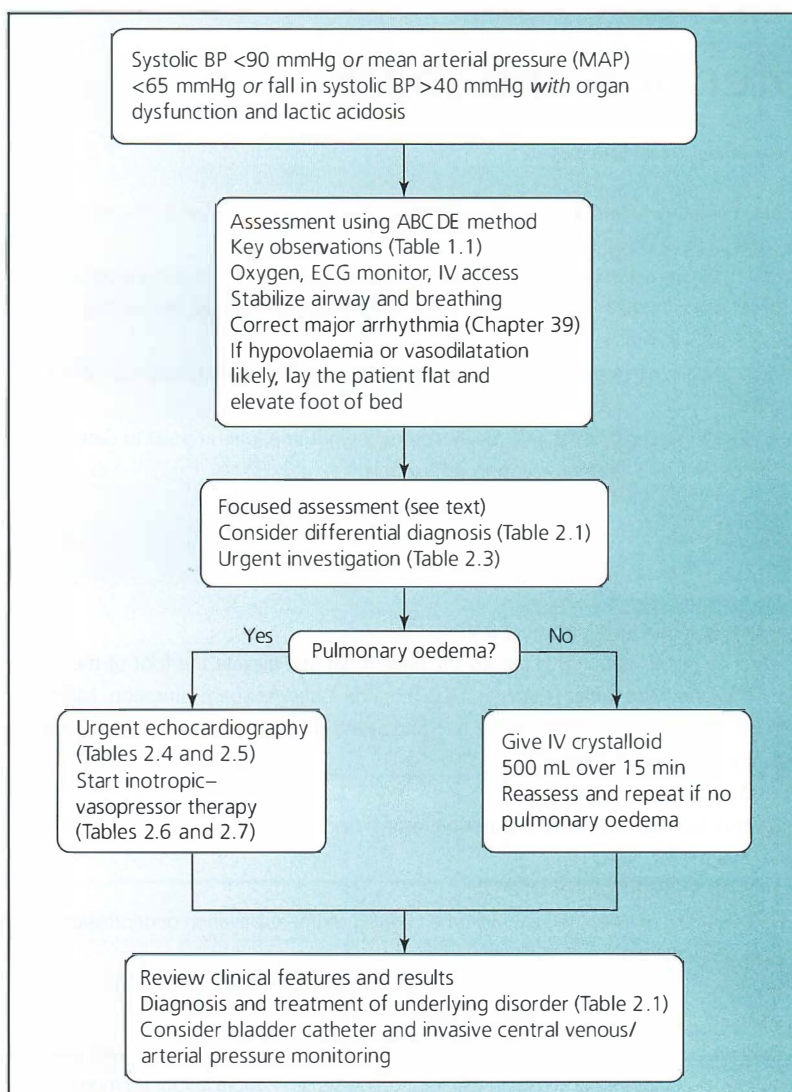 Systolic BP <90 mmHg or mean arterial pressure (MAP)
<65 mmHg or fall in systolic BP >40 mmHg with organ
dysfunction and lactic acidosis
Assessment using ABCDE method
Key observations (Table 1.1)
Oxygen, ECG monitor, IV access
Stabilize airway and breathing
Correct major arrhythmia (Chapter 39)
If hypovolaemia or vasodilatation
likely, lay the patient flat and
elevate foot of bed
Focused assessment (see text)
Consider differential diagnosis (Table 2.1)
Urgent investigation (Table 2.3)
Yes
Pulmonary oedema?
No
Urgent echocardiography
(Tables 2.4 and 2.5)
Start inotropic–
vasopressor therapy
(Tables 2.6 and 2.7)
Give IV crystalloid
500 mL over 15 min
Reassess and repeat if no
pulmonary oedema
Review clinical features and results
Diagnosis and treatment of underlying disorder (Table 2.1)
Consider bladder catheter and invasive central venous/
arterial pressure monitoring